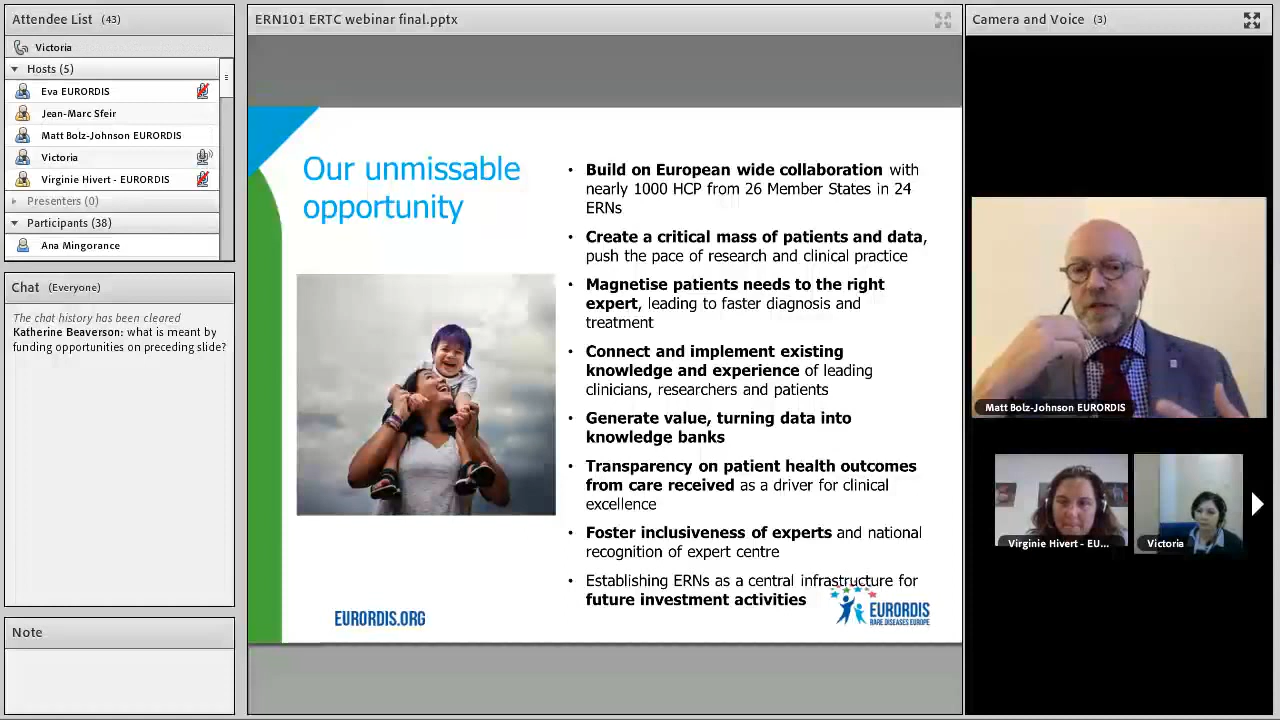 Attendee List (43)
Victoria
Hosts (5)
Eva EURORDIS
Jean-Marc Sfeir
Matt Bolz-Johnson EURORDIS
Victoria
Virginie Hivert - EURORDIS
Presenters (0)
Participants (38)
Ana Mingorance
Chat (Everyone)
The chat history has been cleared
Katherine Beaverson: what is meant by
funding opportunities on preceding slide?
Note
ERN101 ERTC webinar final.pptx
Our unmissable
opportunity
• Build on European wide collaboration with
nearly 1000 HCP from 26 Member States in 24
ERNs
• Create a critical mass of patients and data,
push the pace of research and clinical practice
• Magnetise patients needs to the right
expert, leading to faster diagnosis and
treatment
• Connect and implement existing
knowledge and experience of leading
clinicians, researchers and patients
• Generate value, turning data into
knowledge banks
• Transparency on patient health outcomes
from care received as a driver for clinical
excellence
• Foster inclusiveness of experts and national
recognition of expert centre
• Establishing ERNs as a central infrastructure for
future investment activities
EURORDIS.ORG
EURORDIS
RARE DISEASES EUROPE
Camera and Voice (3)
Matt Bolz-Johnson EURORDIS
Virginie Hivert - EU...
Victoria